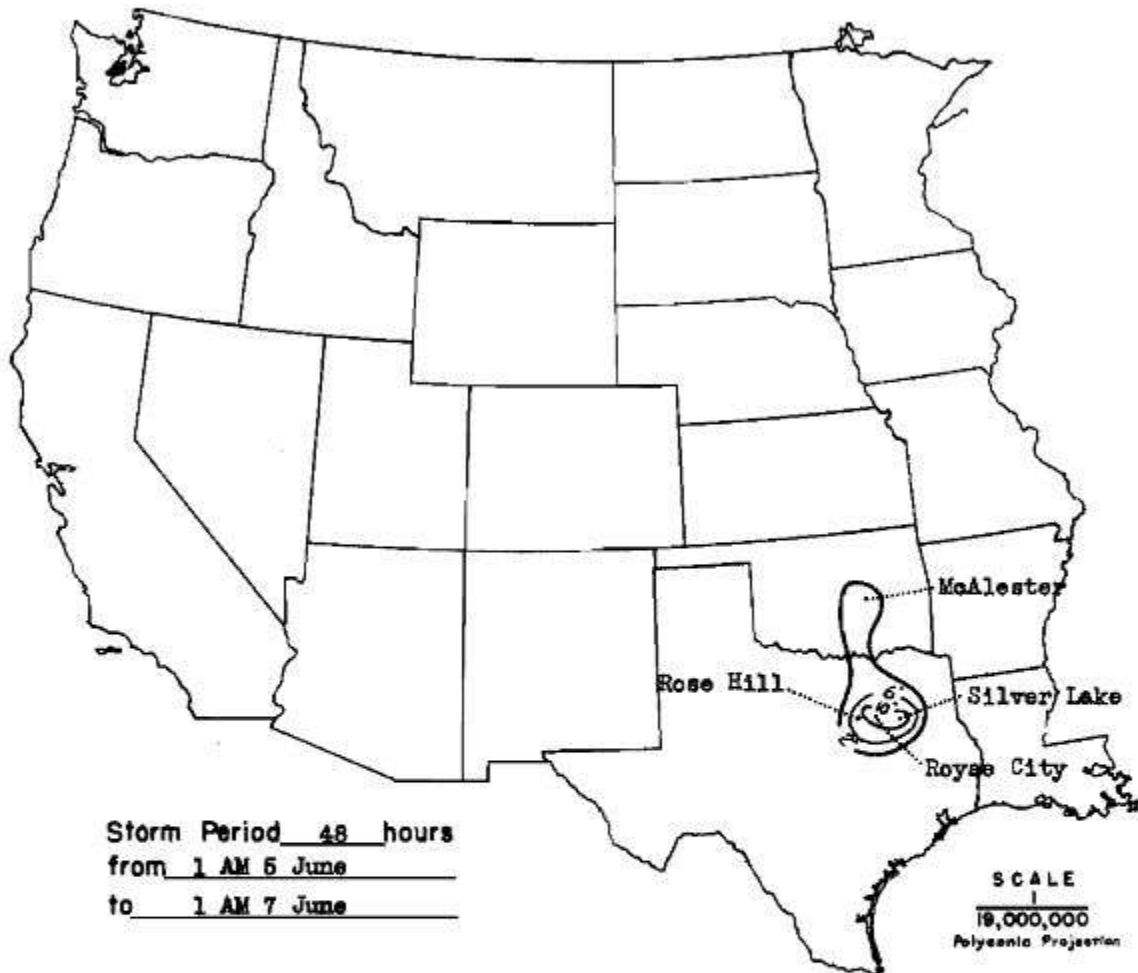 McAlester
Rose Hill
6"
10"
Silver Lake
Royse City
Storm Period 48 hours
from 1 AM 5 June
to 1 AM 7 June
SCALE
1
19,000,000
Polyconic Projection